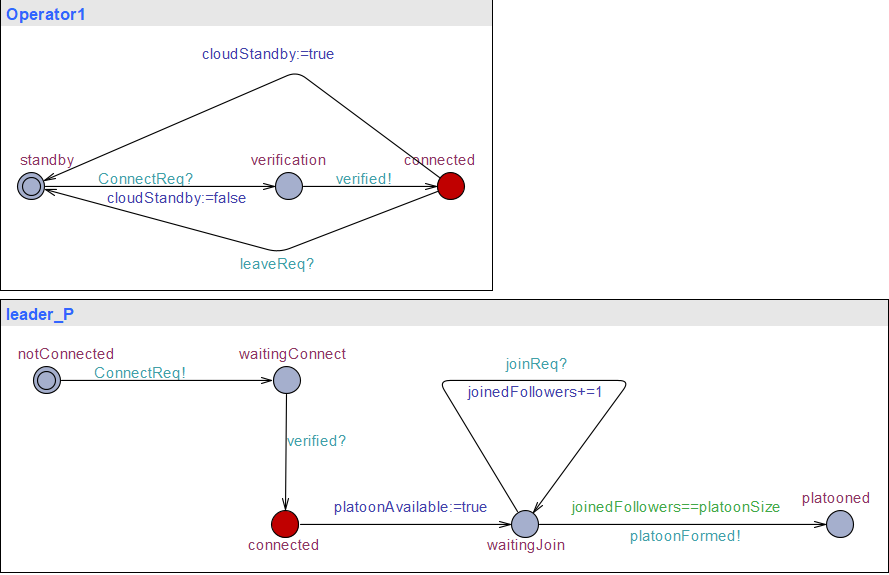 Operator1
cloudStandby:=true
standby
verification
connected
ConnectReq?
verified!
cloudStandby:=false
leaveReq?
leader_P
notConnected
waitingConnect
ConnectReq!
joinReq?
joinedFollowers+=1
verified?
platooned
platoonAvailable:=true
joinedFollowers==platoonSize
connected
waitingJoin
platoonFormed!